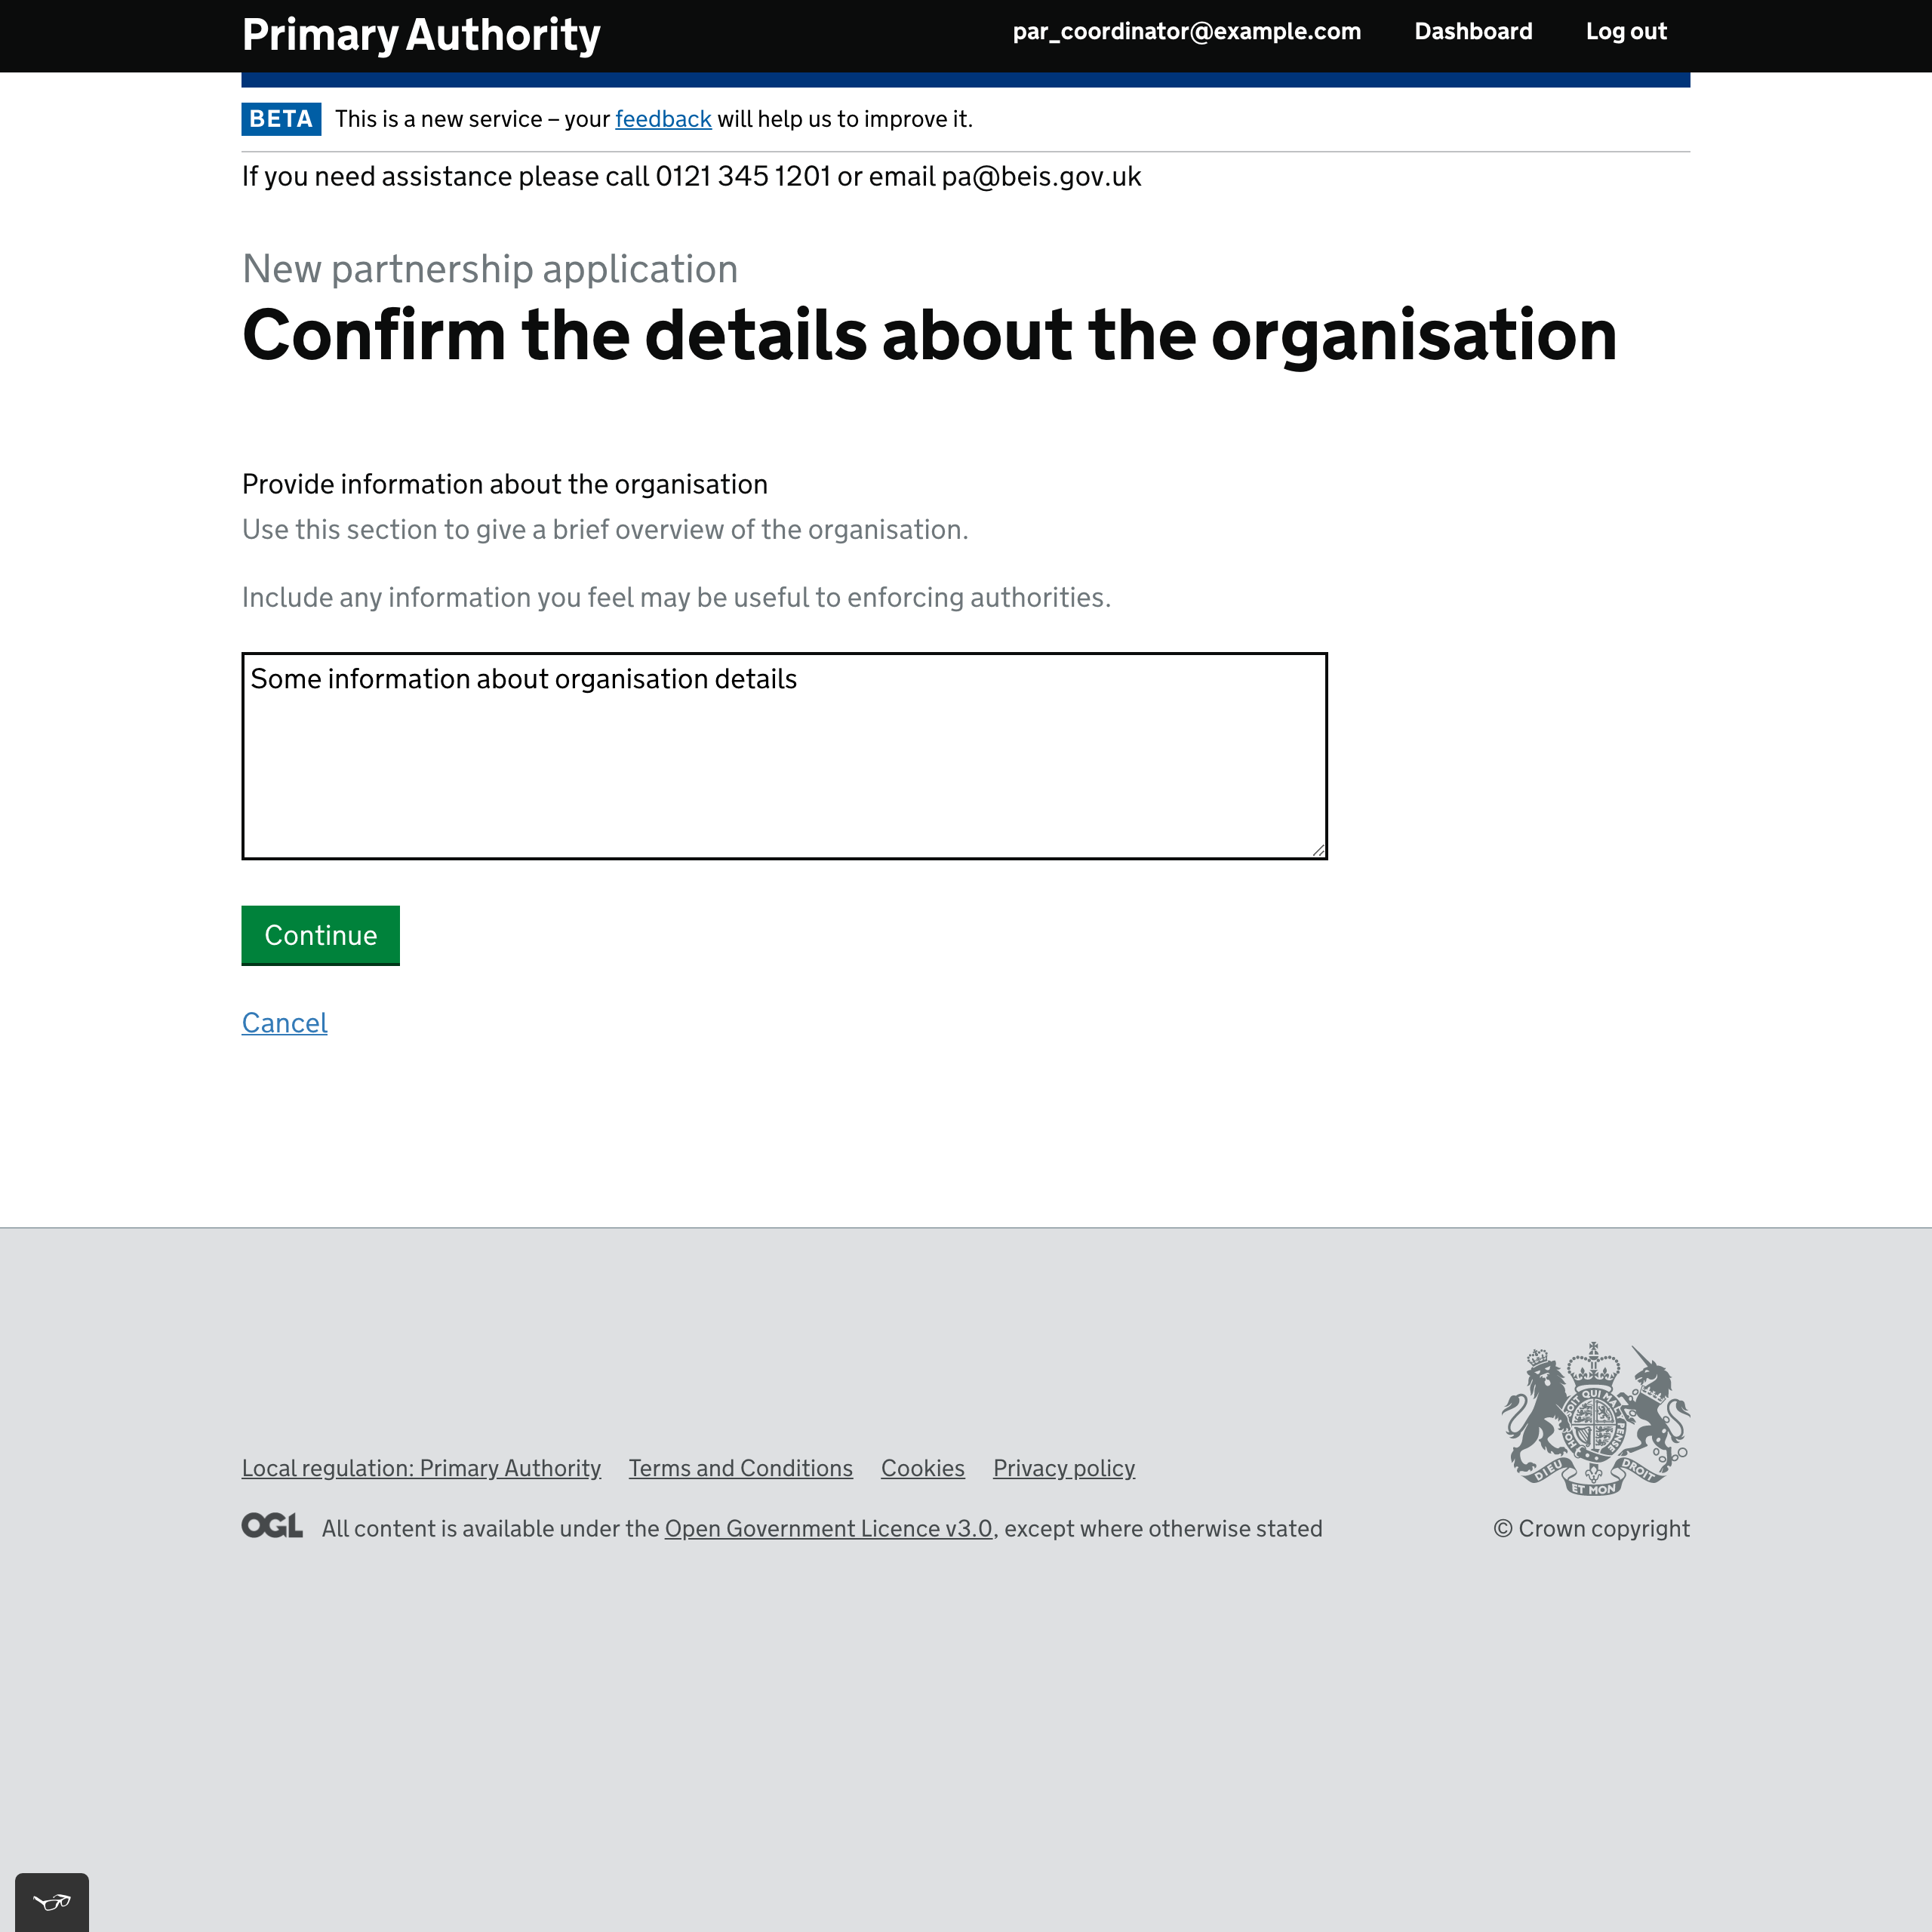 Primary Authority
par_coordinator@example.com Dashboard Log out
BETA This is a new service – your feedback will help us to improve it.
If you need assistance please call 0121 345 1201 or email pa@beis.gov.uk
New partnership application
Confirm the details about the organisation
Provide information about the organisation
Use this section to give a brief overview of the organisation.
Include any information you feel may be useful to enforcing authorities.
Some information about organisation details
Continue
Cancel
Local regulation: Primary Authority Terms and Conditions Cookies Privacy policy
DIEU ET MON DROIT
OGL All content is available under the Open Government Licence v3.0, except where otherwise stated
© Crown copyright